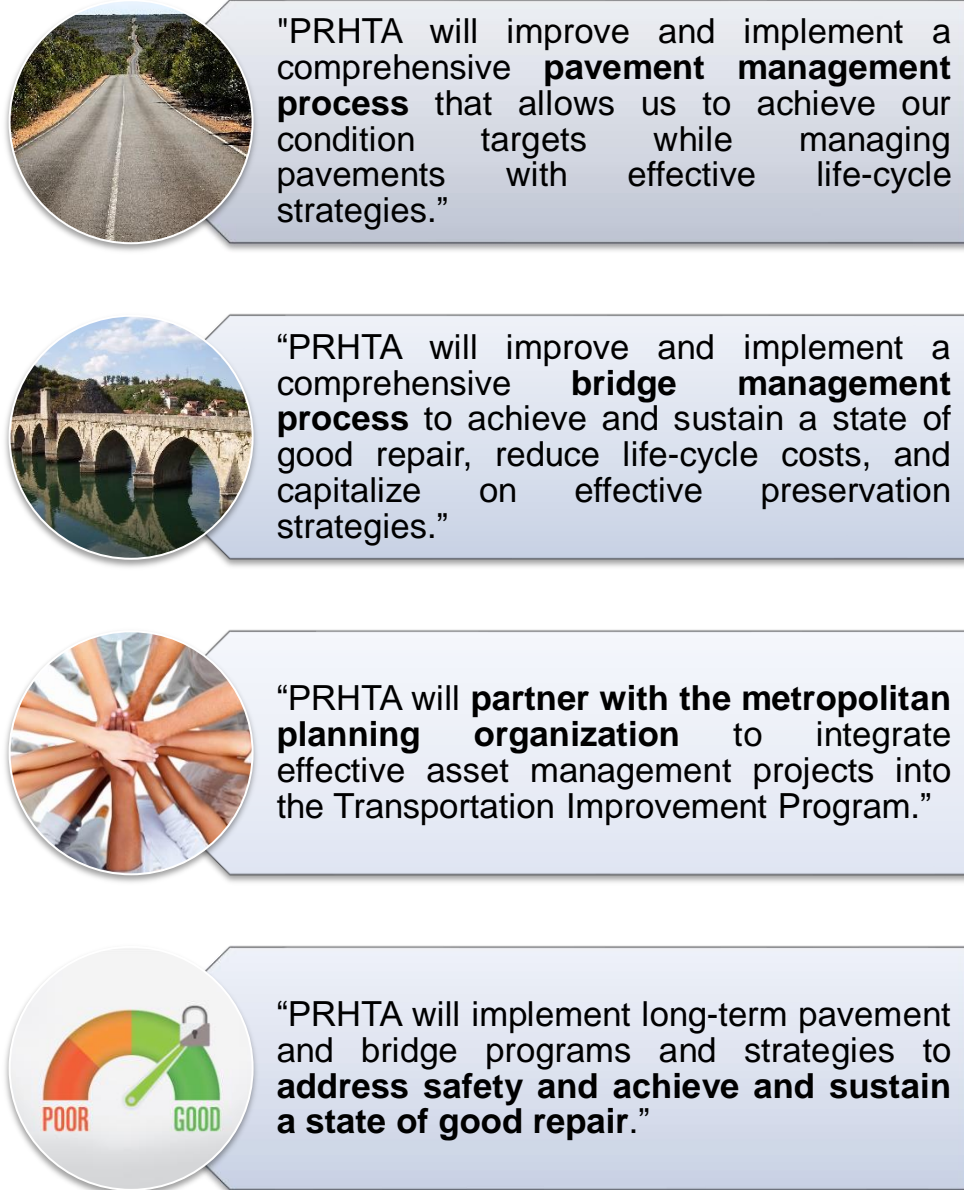 "PRHTA will improve and implement a
comprehensive pavement management
process that allows us to achieve our
condition targets while managing
pavements with effective life-cycle
strategies.”
“PRHTA will improve and implement a
comprehensive bridge management
process to achieve and sustain a state of
good repair, reduce life-cycle costs, and
capitalize on effective preservation
strategies.”
“PRHTA will partner with the metropolitan
planning organization to integrate
effective asset management projects into
the Transportation Improvement Program.”
“PRHTA will implement long-term pavement
and bridge programs and strategies to
address safety and achieve and sustain
a state of good repair.”
POOR GOOD